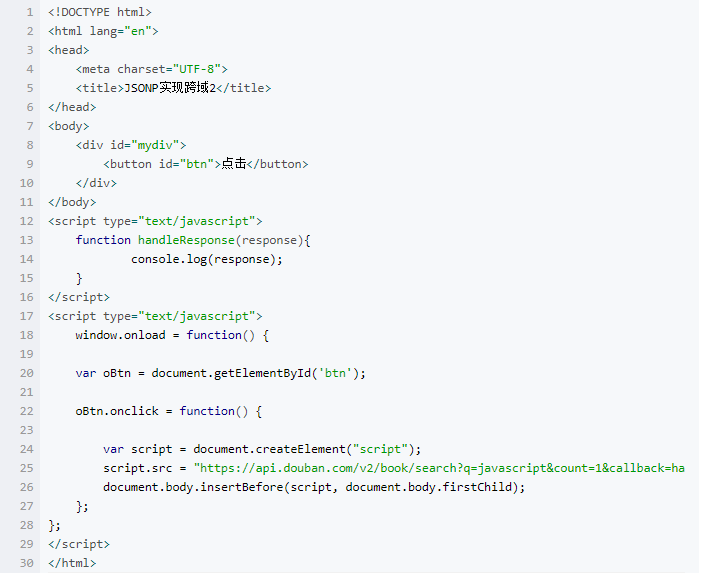 1 <!DOCTYPE html>
2 <html lang="en">
3 <head>
4     <meta charset="UTF-8">
5     <title>JSONP实现跨域2</title>
6 </head>
7 <body>
8     <div id="mydiv">
9         <button id="btn">点击</button>
10     </div>
11 </body>
12 <script type="text/javascript">
13     function handleResponse(response){
14             console.log(response);
15     }
16 </script>
17 <script type="text/javascript">
18     window.onload = function() {
19
20     var oBtn = document.getElementById('btn');
21
22     oBtn.onclick = function() {
23
24         var script = document.createElement("script");
25         script.src = "https://api.douban.com/v2/book/search?q=javascript&count=1&callback=ha
26         document.body.insertBefore(script, document.body.firstChild);
27     };
28 };
29 </script>
30 </html>